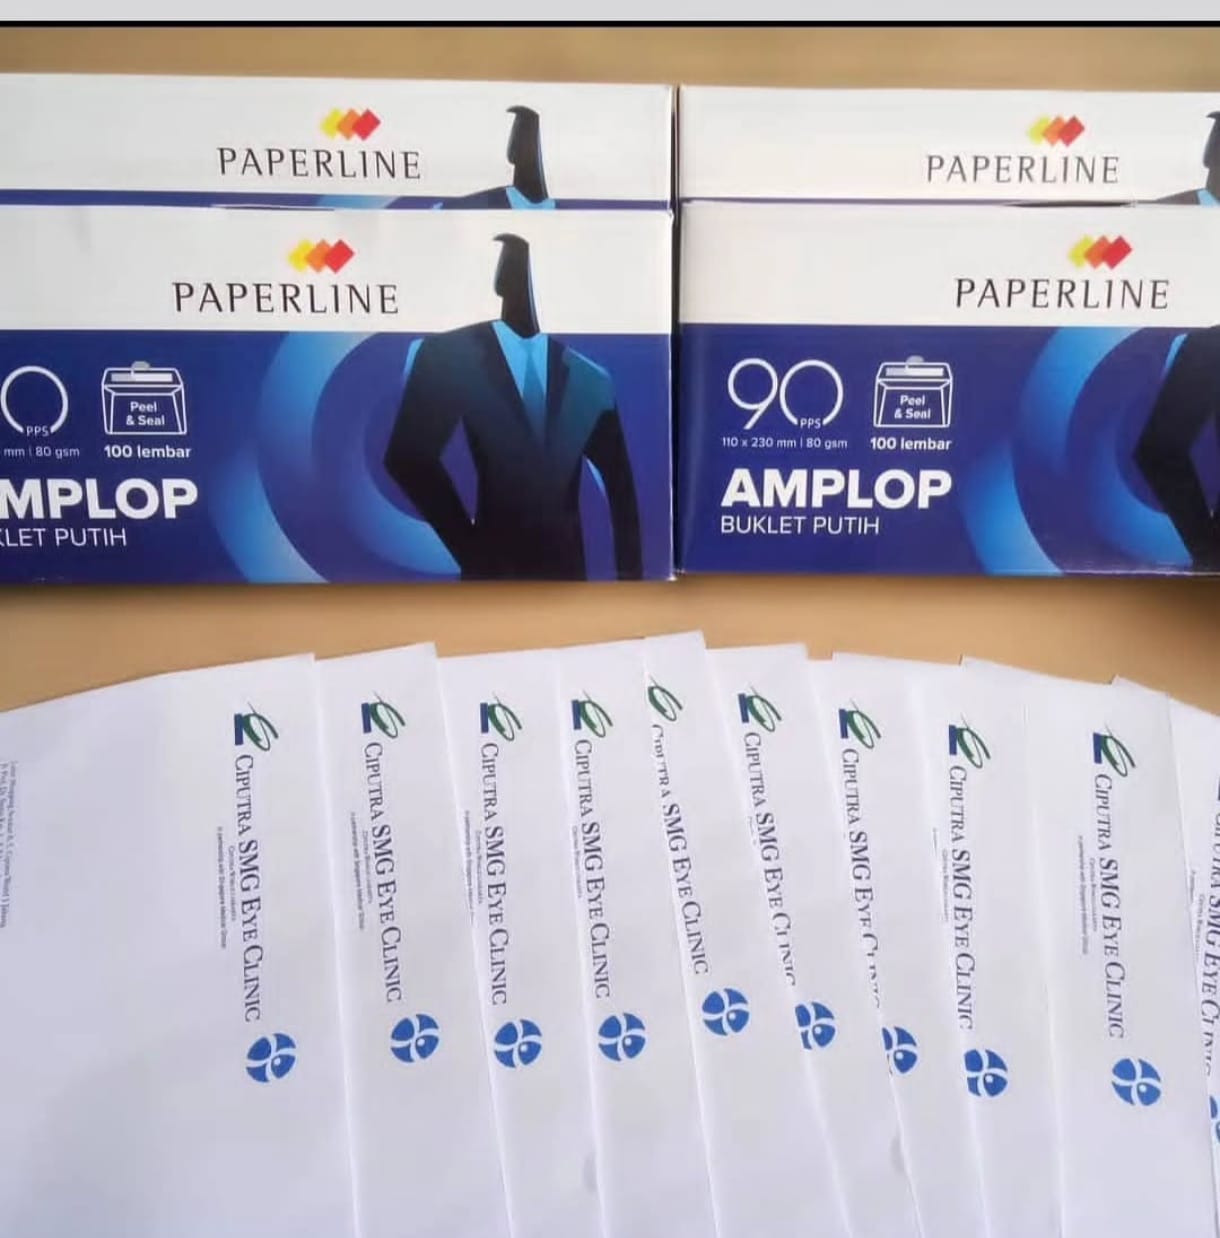 PAPERLINE
PAPERLINE
PAPERLINE
PPS
Peel
& Seal
mm | 80 gsm
100 lembar
MPLOP
KLET PUTIH
PAPERLINE
90 PPS
Peel
& Seal
110 x 230 mm | 80 gsm
100 lembar
AMPLOP
BUKLET PUTIH
CIPUTRA SMG EYE CLINIC
CIPUTRA SMG EYE CLINIC
CIPUTRA SMG EYE CLINIC
CIPUTRA SMG EYE CLINIC
CIPUTRA SMG EYE CLINIC
CIPUTRA SMG EYE CLINIC
CIPUTRA SMG EYE CLINIC
CIPUTRA SMG EYE CLINIC
CIPUTRA SMG EYE CLINIC
SMG EYE